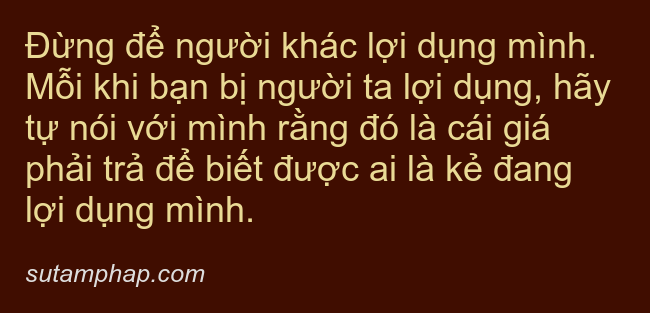 Đừng để người khác lợi dụng mình.
Mỗi khi bạn bị người ta lợi dụng, hãy
tự nói với mình rằng đó là cái giá
phải trả để biết được ai là kẻ đang
lợi dụng mình.
sutamphap.com